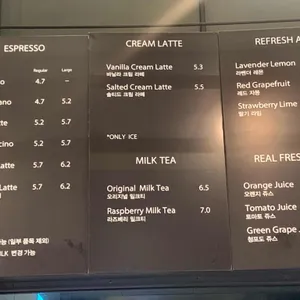 ESPRESSO
Regular Large
4.7 –
ano 4.7 5.2
tte 5.2 5.7
cino 5.2 5.7
Latte 5.7 6.2
Latte 5.7 6.2
능 (일부 품목 제외)
MILK 변경 가능
CREAM LATTE
Vanilla Cream Latte 5.3
바닐라 크림 라떼
Salted Cream Latte 5.5
솔티드 크림 라떼
*ONLY ICE
MILK TEA
Original Milk Tea 6.5
오리지널 밀크티
Raspberry Milk Tea 7.0
라즈베리 밀크티
REFRESH A
Lavender Lemon
라벤더 레몬
Red Grapefruit
레드 자몽
Strawberry Lime
딸기 라임
REAL FRES
Orange Juice
오렌지 쥬스
Tomato Juice
토마토 쥬스
Green Grape J
청포도 쥬스